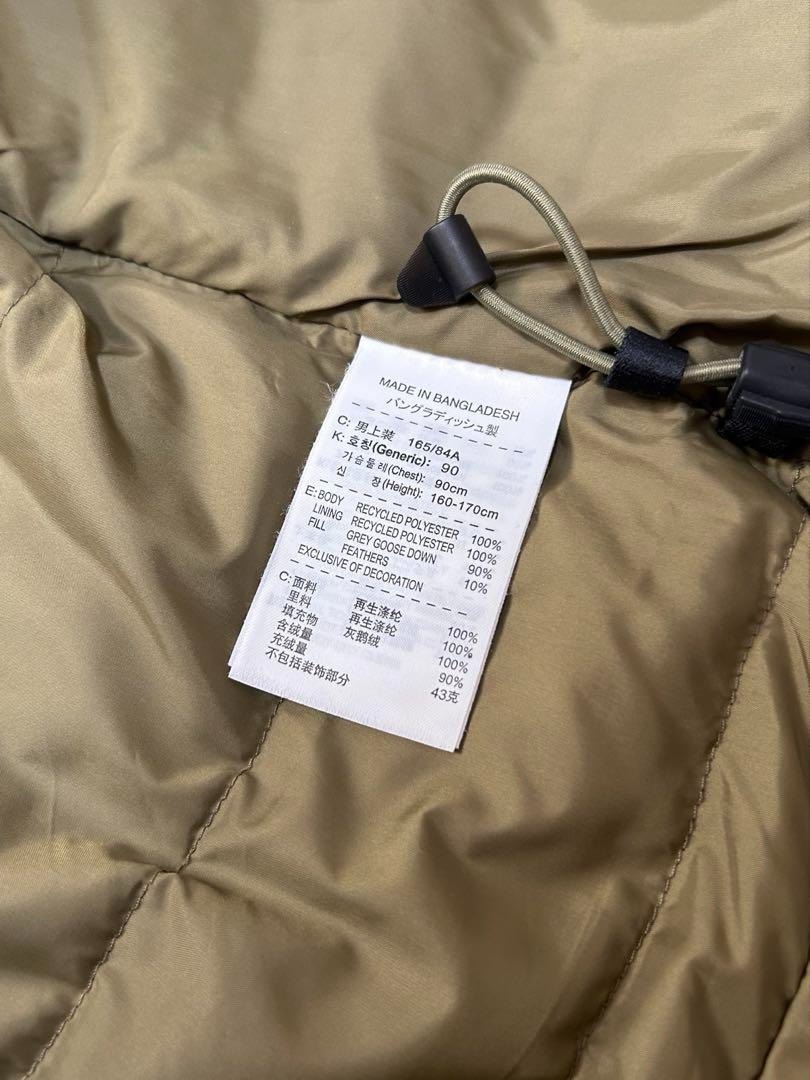 MADE IN BANGLADESH
バングラディッシュ製
C: 男上装 165/84A
K: 호칭(Generic): 90
가슴둘레(Chest): 90cm
신 장(Height): 160-170cm
E: BODY RECYCLED POLYESTER 100%
LINING RECYCLED POLYESTER 100%
FILL GREY GOOSE DOWN 90%
FEATHERS 10%
EXCLUSIVE OF DECORATION
C: 面料 再生涤纶 100%
里料 再生涤纶 100%
填充物 灰鹅绒 100%
含绒量 90%
充绒量 43克
不包括装饰部分